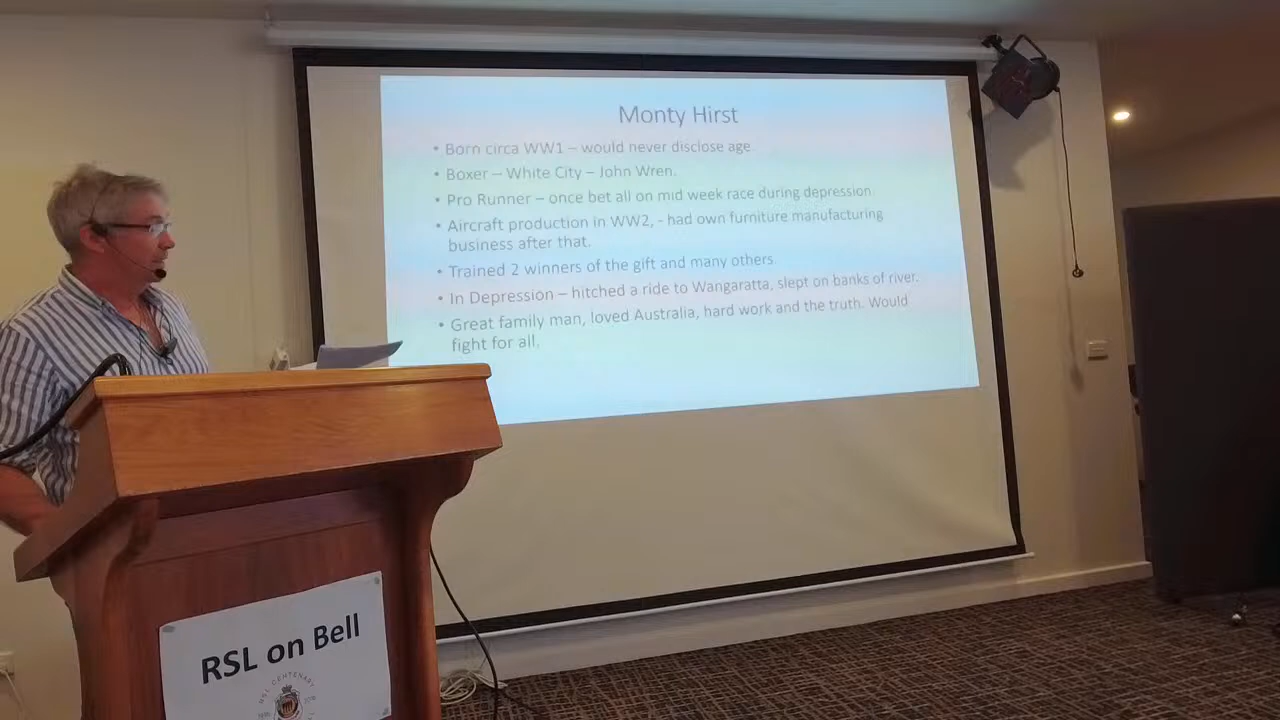 Monty Hirst
• Born circa WW1 – would never disclose age.
• Boxer – White City – John Wren.
• Pro Runner – once bet all on mid week race during depression.
• Aircraft production in WW2, - had own furniture manufacturing
business after that.
• Trained 2 winners of the gift and many others.
• In Depression – hitched a ride to Wangaratta, slept on banks of river.
• Great family man, loved Australia, hard work and the truth. Would
fight for all.
RSL on Bell
RSL CENTENARY